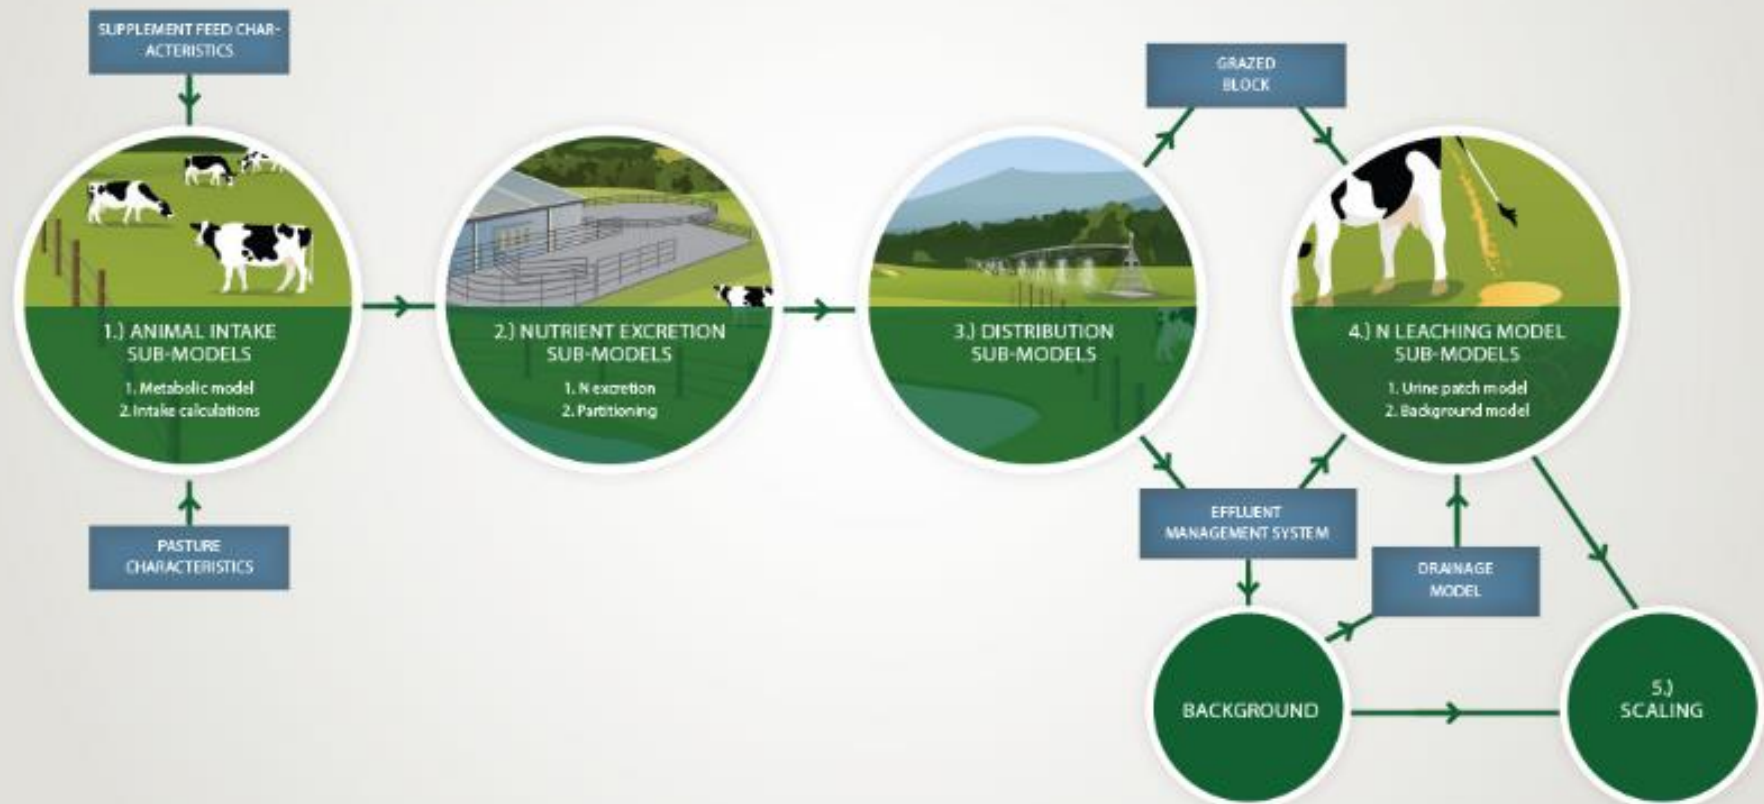 SUPPLEMENT FEED CHAR-
ACTERISTICS
1.) ANIMAL INTAKE
SUB-MODELS
1. Metabolic model
2. Intake calculations
PASTURE
CHARACTERISTICS
2.) NUTRIENT EXCRETION
SUB-MODELS
1. N excretion
2. Partitioning
3.) DISTRIBUTION
SUB-MODELS
GRAZED
BLOCK
4.) N LEACHING MODEL
SUB-MODELS
1. Urine patch model
2. Background model
EFFLUENT
MANAGEMENT SYSTEM
DRAINAGE
MODEL
BACKGROUND
5.)
SCALING